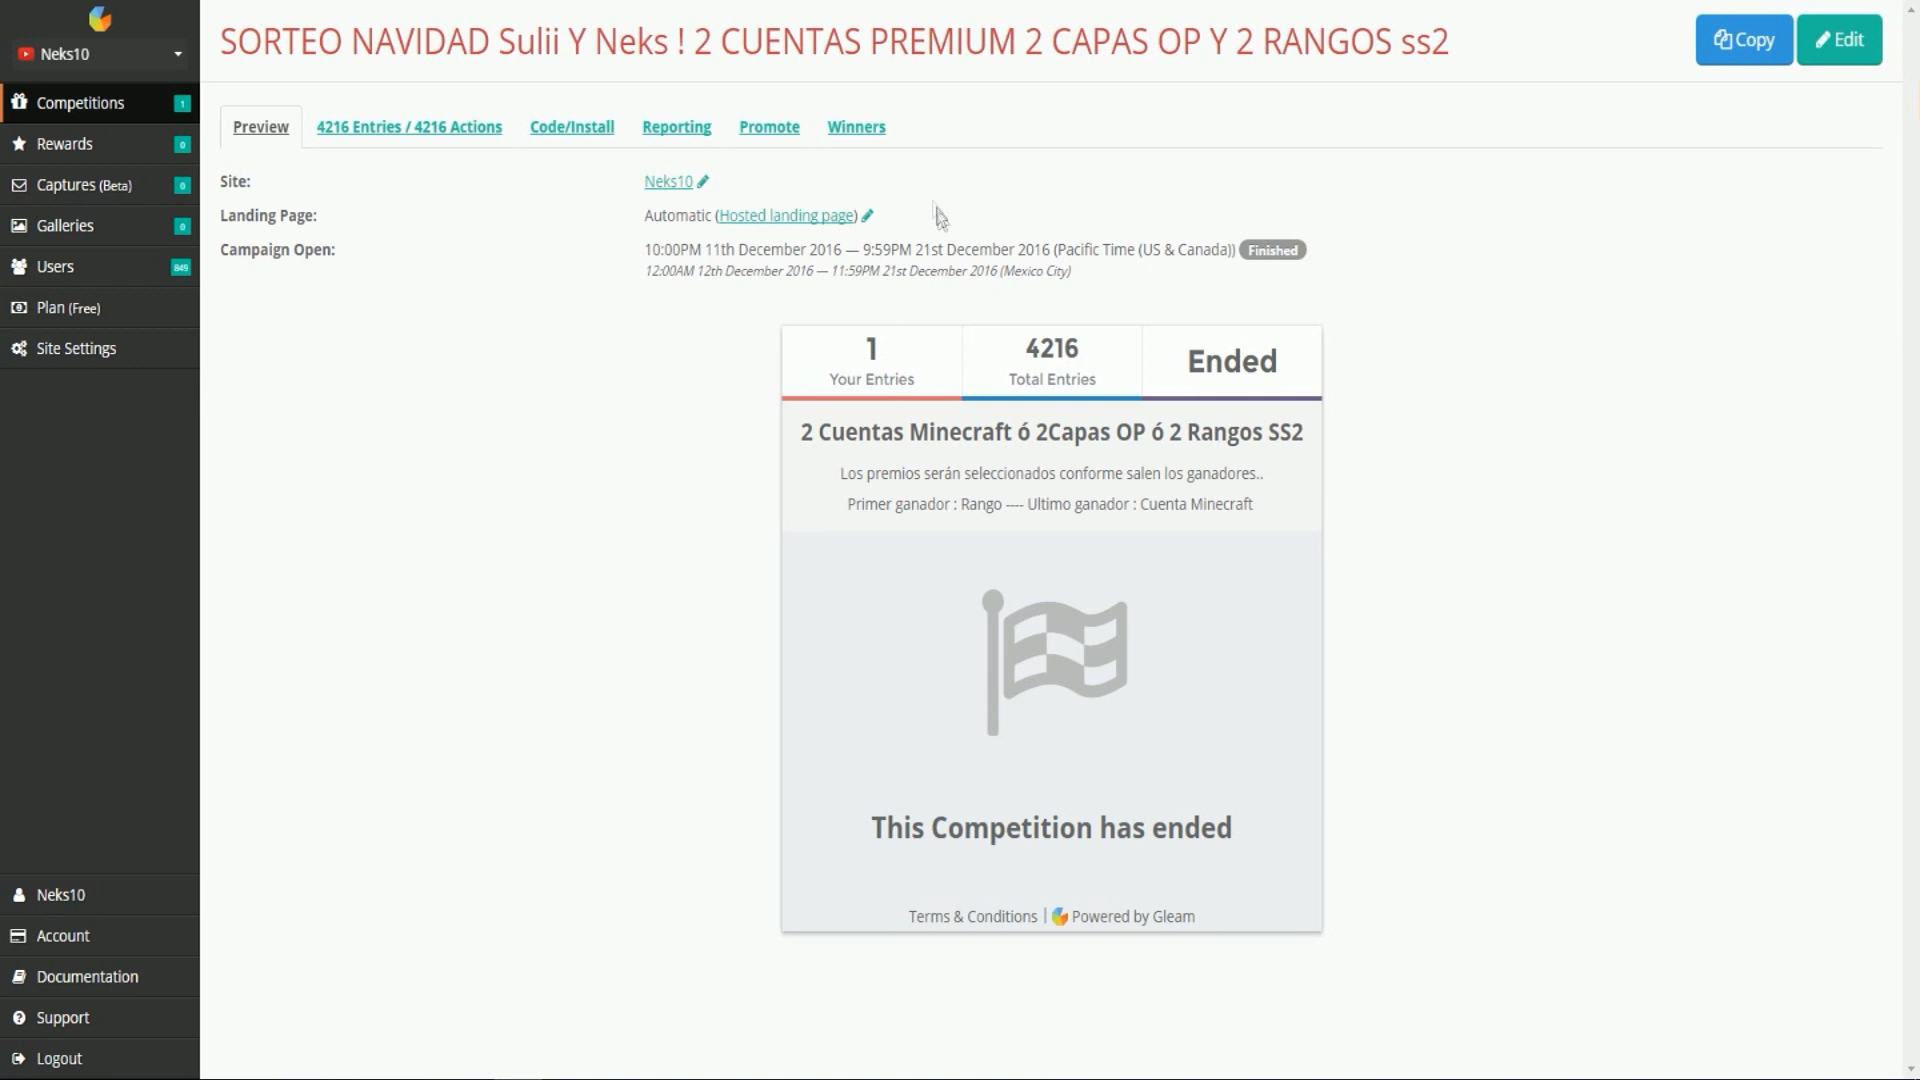 Neks10
Competitions 1
Rewards 0
Captures (Beta) 0
Galleries 0
Users 849
Plan (Free)
Site Settings
Neks10
Account
Documentation
Support
Logout
SORTEO NAVIDAD Sulii Y Neks ! 2 CUENTAS PREMIUM 2 CAPAS OP Y 2 RANGOS ss2
Copy Edit
Preview 4216 Entries / 4216 Actions Code/Install Reporting Promote Winners
Site: Neks10
Landing Page: Automatic (Hosted landing page)
Campaign Open: 10:00PM 11th December 2016 — 9:59PM 21st December 2016 (Pacific Time (US & Canada)) Finished
12:00AM 12th December 2016 — 11:59PM 21st December 2016 (Mexico City)
1 4216 Ended
Your Entries Total Entries
2 Cuentas Minecraft ó 2Capas OP ó 2 Rangos SS2
Los premios serán seleccionados conforme salen los ganadores..
Primer ganador : Rango ---- Ultimo ganador : Cuenta Minecraft
This Competition has ended
Terms & Conditions | Powered by Gleam